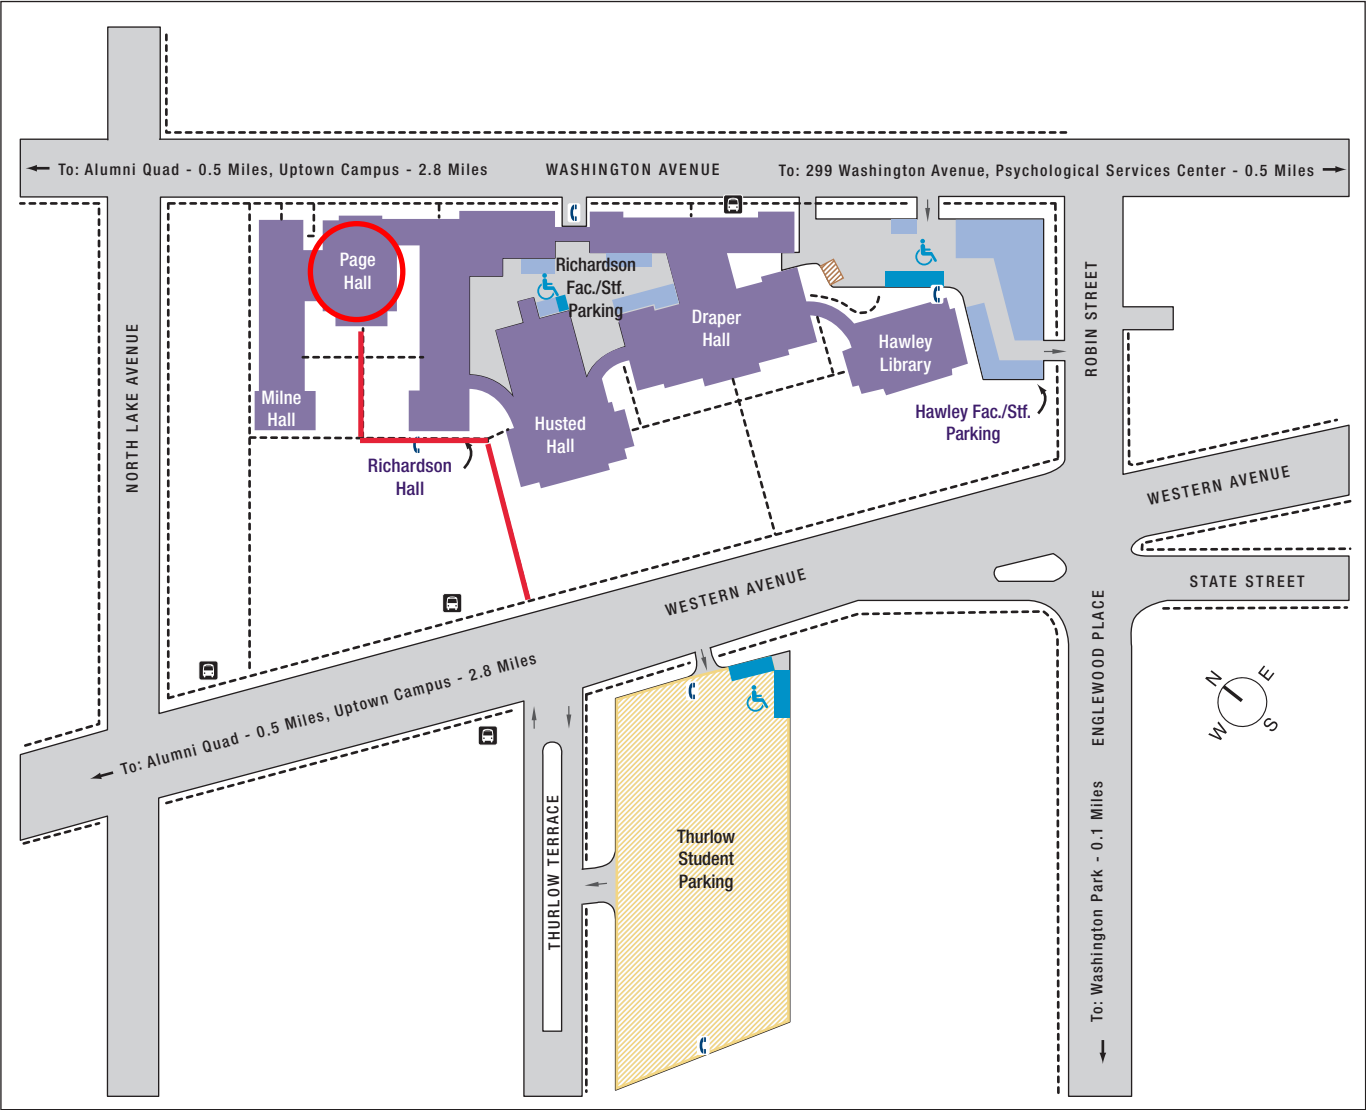 To: Alumni Quad - 0.5 Miles, Uptown Campus - 2.8 Miles
WASHINGTON AVENUE
To: 299 Washington Avenue, Psychological Services Center - 0.5 Miles
Page
Hall
Richardson
Fac./Stf.
Parking
Draper
Hall
Hawley
Library
ROBIN STREET
NORTH LAKE AVENUE
Milne
Hall
Husted
Hall
Hawley Fac./Stf.
Parking
Richardson
Hall
WESTERN AVENUE
WESTERN AVENUE
STATE STREET
To: Alumni Quad - 0.5 Miles, Uptown Campus - 2.8 Miles
ENGLEWOOD PLACE
N
E
W
S
THURLOW TERRACE
Thurlow
Student
Parking
To: Washington Park - 0.1 Miles